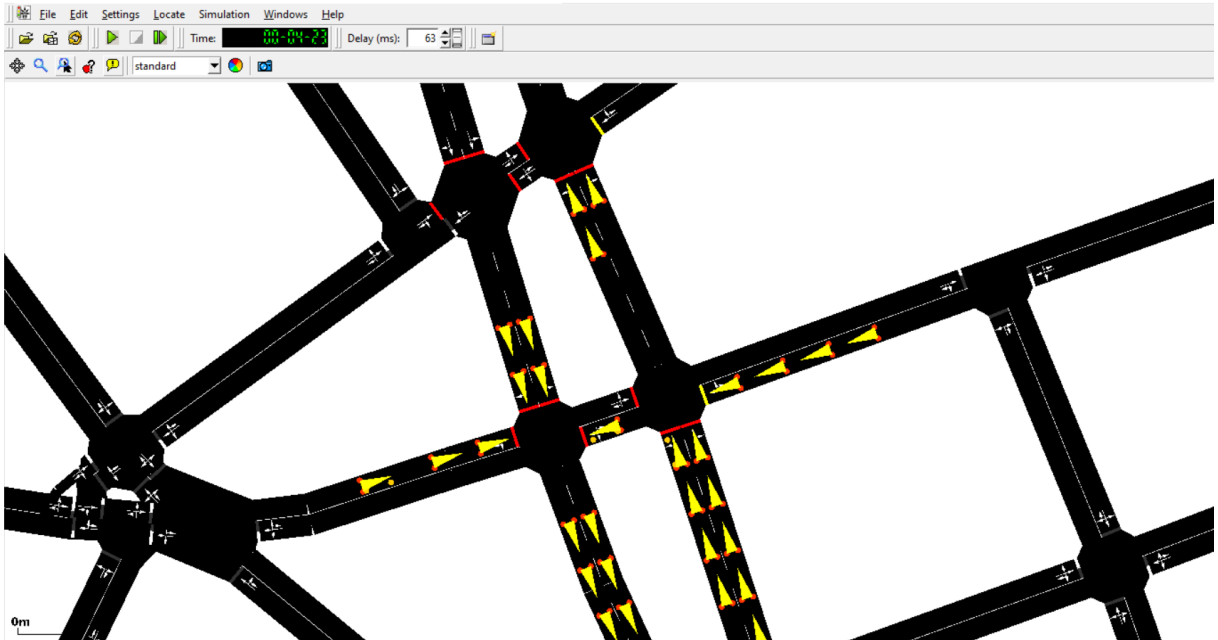 File Edit Settings Locate Simulation Windows Help
Time: 00-04-23 Delay (ms): 63
standard
0m